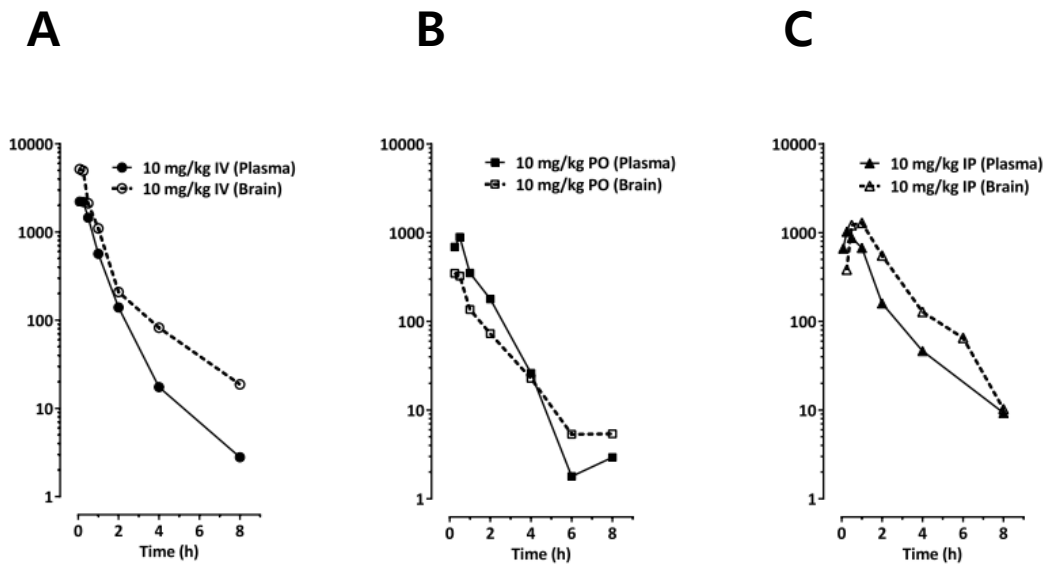 A
B
C
10000
1000
100
10
1
10 mg/kg IV (Plasma)
10 mg/kg IV (Brain)
0 2 4 6 8
Time (h)
10000
1000
100
10
1
10 mg/kg PO (Plasma)
10 mg/kg PO (Brain)
0 2 4 6 8
Time (h)
10000
1000
100
10
1
10 mg/kg IP (Plasma)
10 mg/kg IP (Brain)
0 2 4 6 8
Time (h)